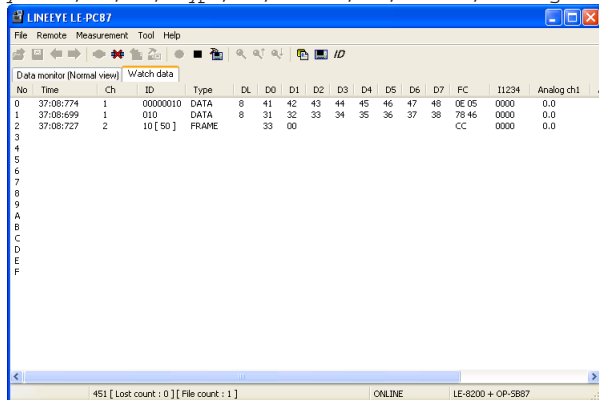 LINEEYE LE-PC87
File Remote Measurement Tool Help
ID
Data monitor (Normal view) Watch data
No Time Ch ID Type DL D0 D1 D2 D3 D4 D5 D6 D7 FC I1234 Analog ch1
0 37:08:774 1 00000010 DATA 8 41 42 43 44 45 46 47 48 0E 05 0000 0.0
1 37:08:699 1 010 DATA 8 31 32 33 34 35 36 37 38 78 46 0000 0.0
2 37:08:727 2 10 [ 50 ] FRAME 33 00 CC 0000 0.0
3
4
5
6
7
8
9
A
B
C
D
E
F
451 [ Lost count : 0 ] [ File count : 1 ] ONLINE LE-8200 + OP-SB87